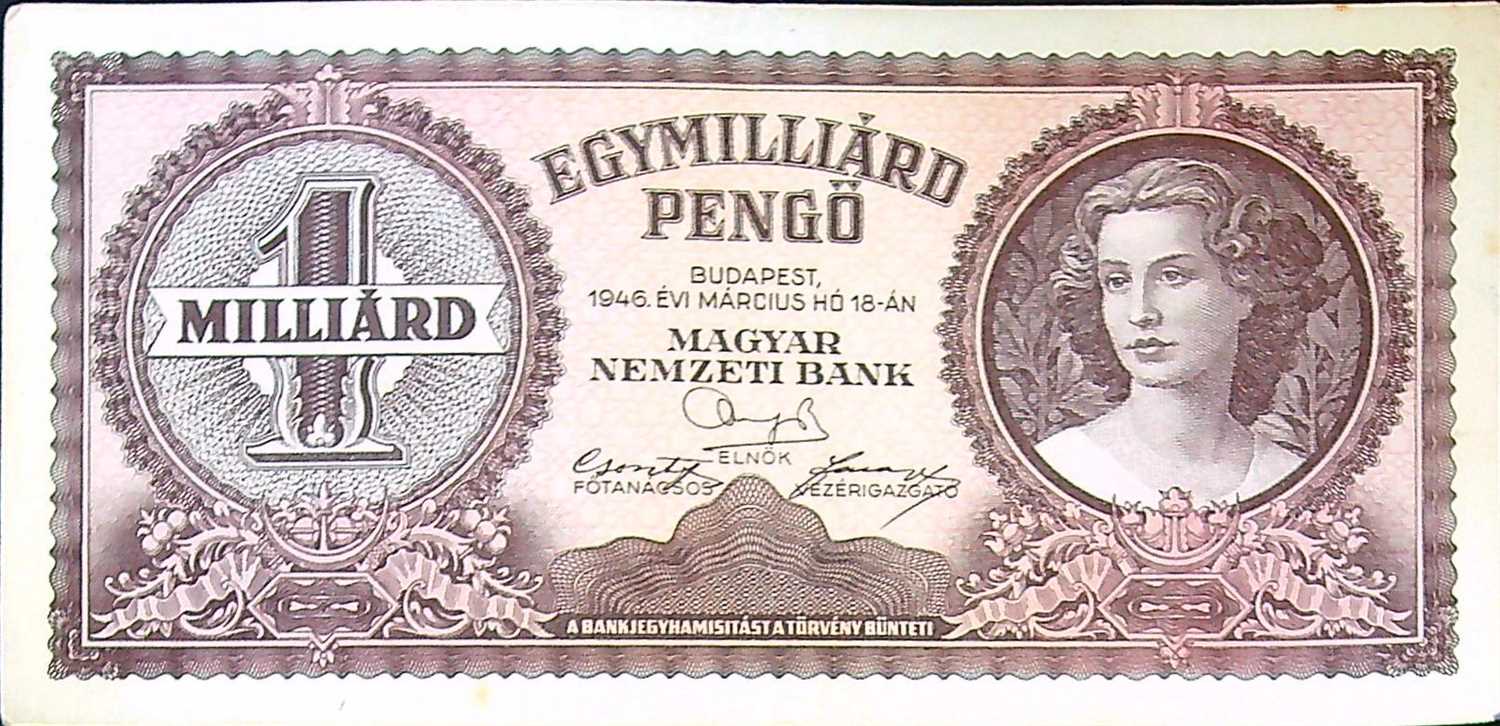 EGYMILLIÁRD
PENGŐ
1
MILLIÁRD
BUDAPEST,
1946. ÉVI MÁRCIUS HÓ 18-ÁN
MAGYAR
NEMZETI BANK
ELNÖK
FŐTANÁCSOS
VEZÉRIGAZGATÓ
A BANKJEGYHAMISITÁST A TÖRVÉNY BÜNTETI